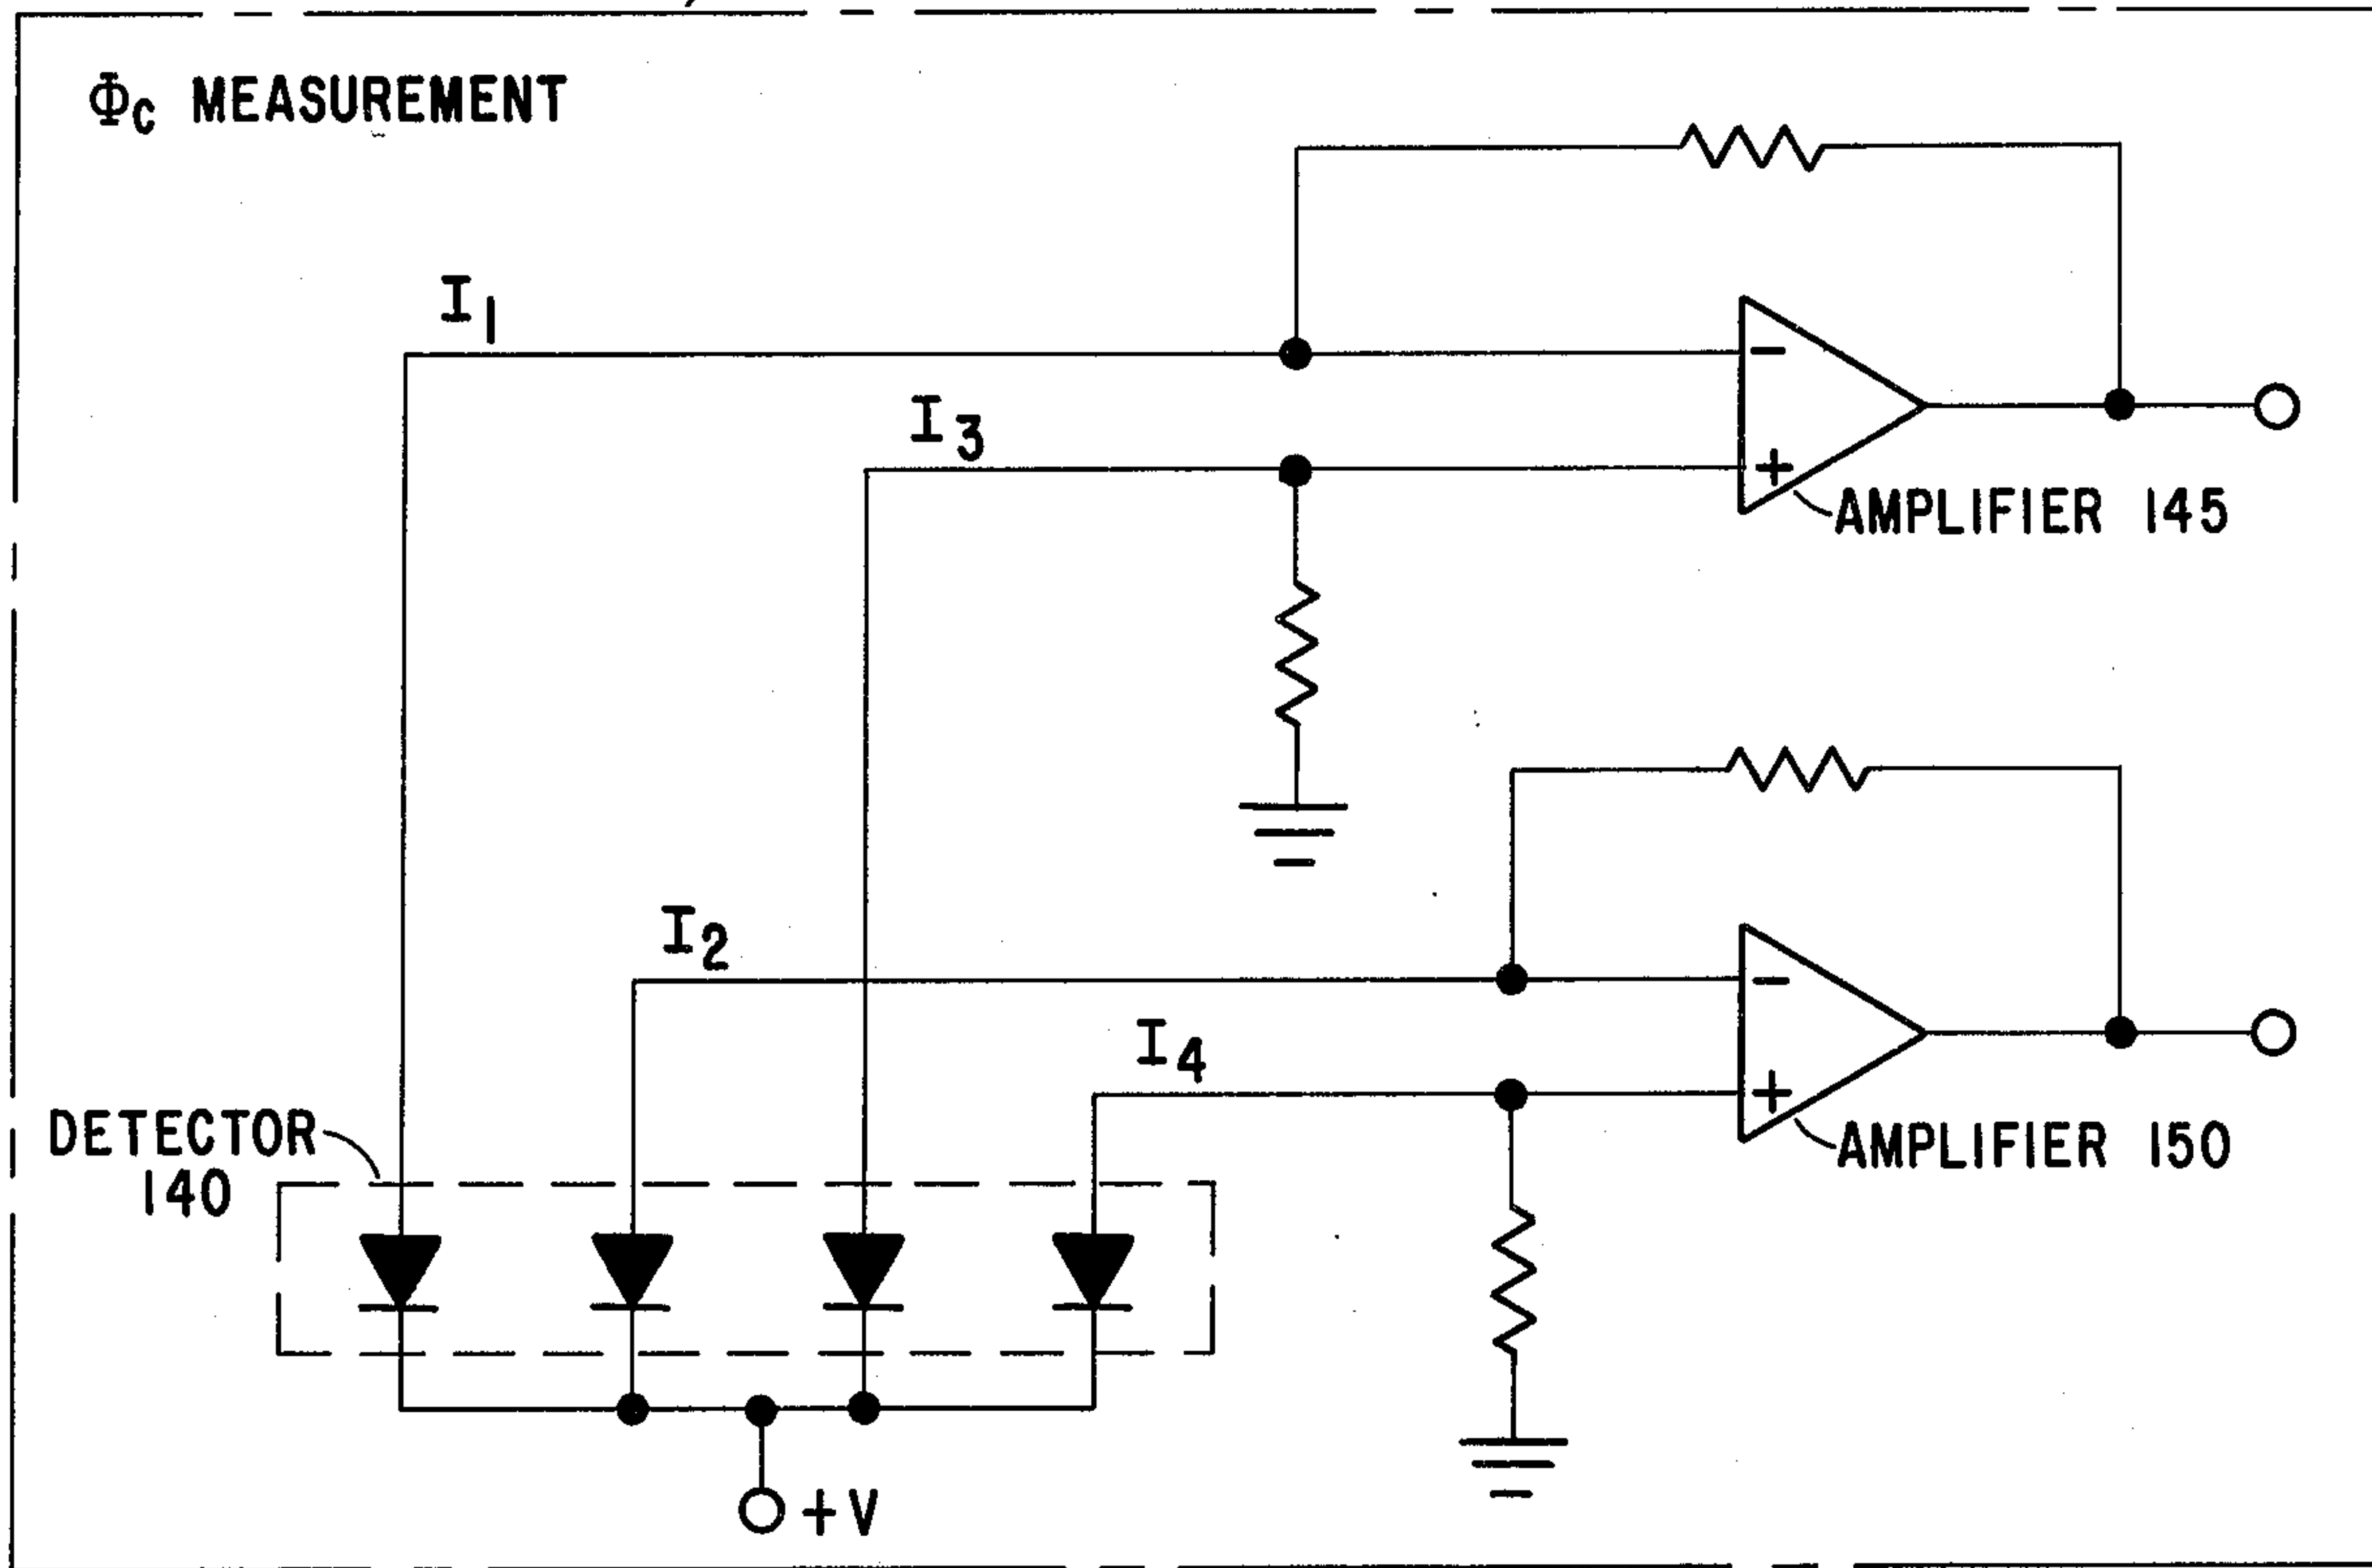 ΦC MEASUREMENT
I1
I3
−
+
AMPLIFIER 145
I2
I4
−
+
AMPLIFIER 150
DETECTOR
140
+V